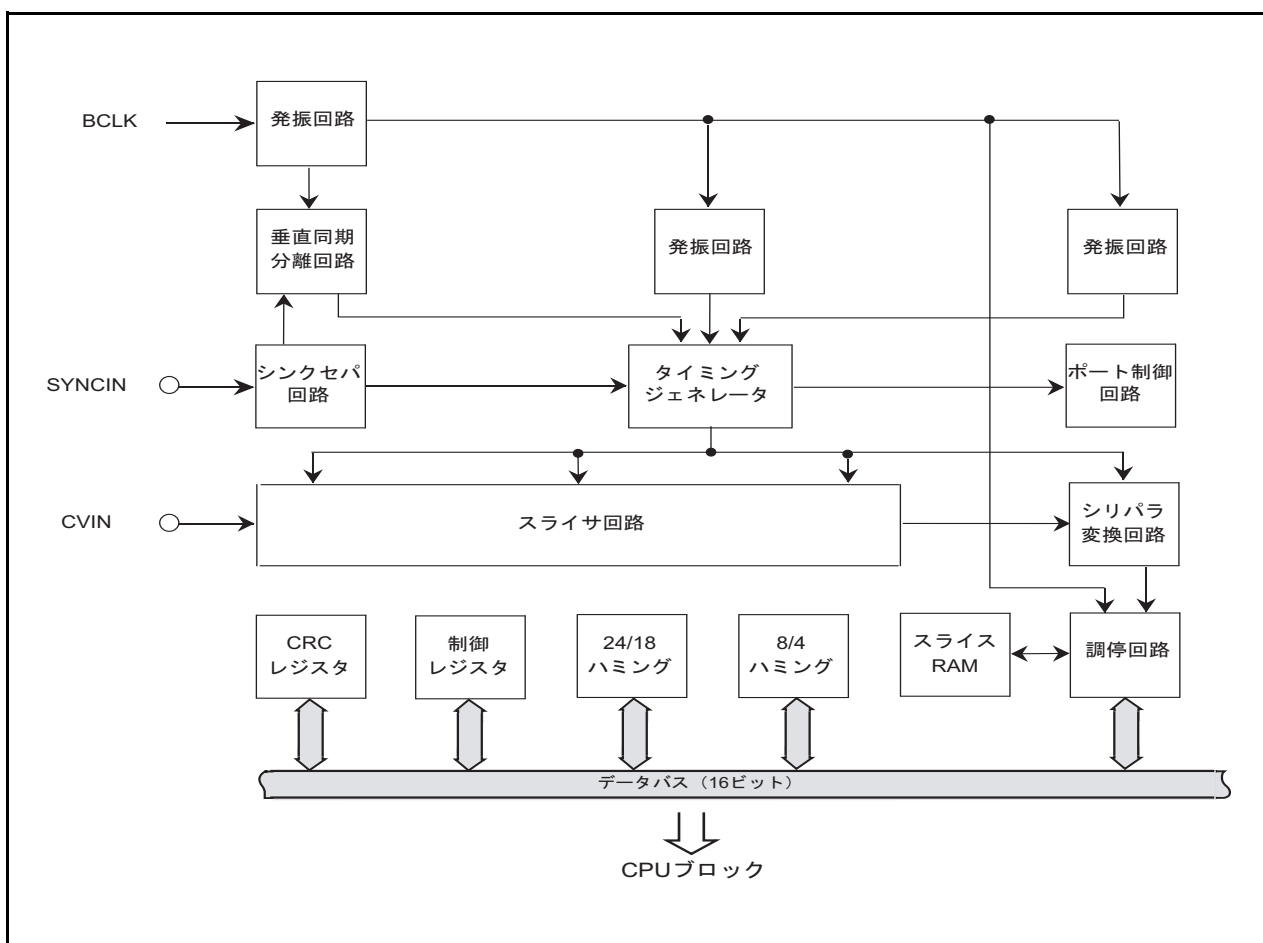 BCLK
発振回路
垂直同期
分離回路
発振回路
発振回路
SYNCIN
シンクセパ
回路
タイミング
ジェネレータ
ポート制御
回路
CVIN
スライサ回路
シリパラ
変換回路
CRC
レジスタ
制御
レジスタ
24/18
ハミング
8/4
ハミング
スライス
RAM
調停回路
データバス（16ビット）
CPUブロック